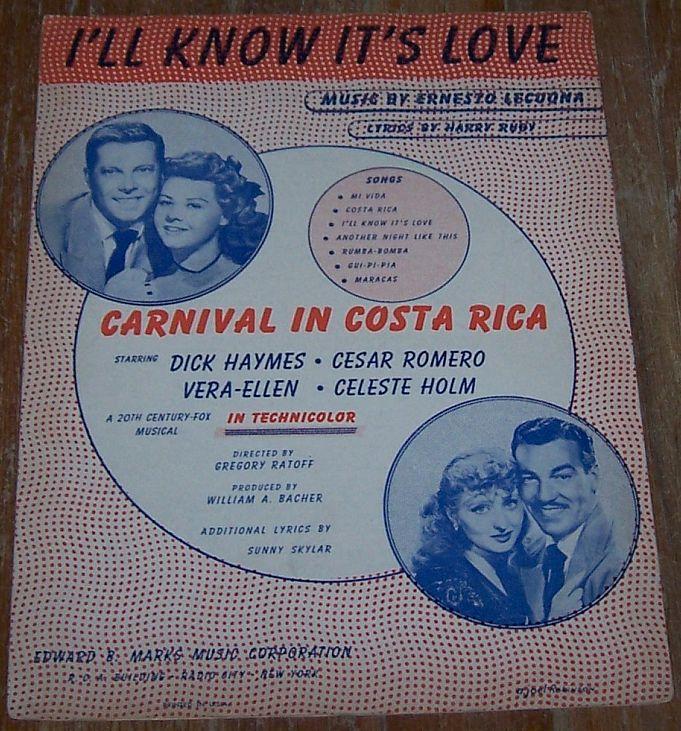 I'LL KNOW IT'S LOVE
MUSIC BY ERNESTO LECUONA
LYRICS BY HARRY RUBY
SONGS
• MI VIDA
• COSTA RICA
• I'LL KNOW IT'S LOVE
• ANOTHER NIGHT LIKE THIS
• RUMBA-BOMBA
• GUI-PI-PIA
• MARACAS
CARNIVAL IN COSTA RICA
STARRING DICK HAYMES • CESAR ROMERO
VERA-ELLEN • CELESTE HOLM
A 20TH CENTURY-FOX
MUSICAL
IN TECHNICOLOR
DIRECTED BY
GREGORY RATOFF
PRODUCED BY
WILLIAM A. BACHER
ADDITIONAL LYRICS BY
SUNNY SKYLAR
EDWARD B. MARKS MUSIC CORPORATION
R.C.A. BUILDING - RADIO CITY - NEW YORK